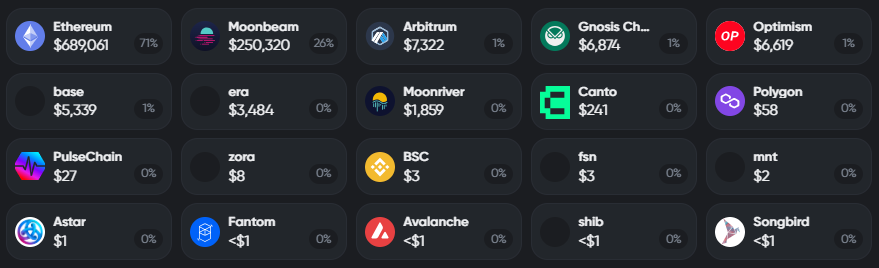 Ethereum
$689,061 71%
Moonbeam
$250,320 26%
Arbitrum
$7,322 1%
Gnosis Ch...
$6,874 1%
OP
Optimism
$6,619 1%
base
$5,339 1%
era
$3,484 0%
Moonriver
$1,859 0%
Canto
$241 0%
Polygon
$58 0%
PulseChain
$27 0%
zora
$8 0%
BSC
$3 0%
fsn
$3 0%
mnt
$2 0%
Astar
$1 0%
Fantom
<$1 0%
Avalanche
<$1 0%
shib
<$1 0%
Songbird
<$1 0%